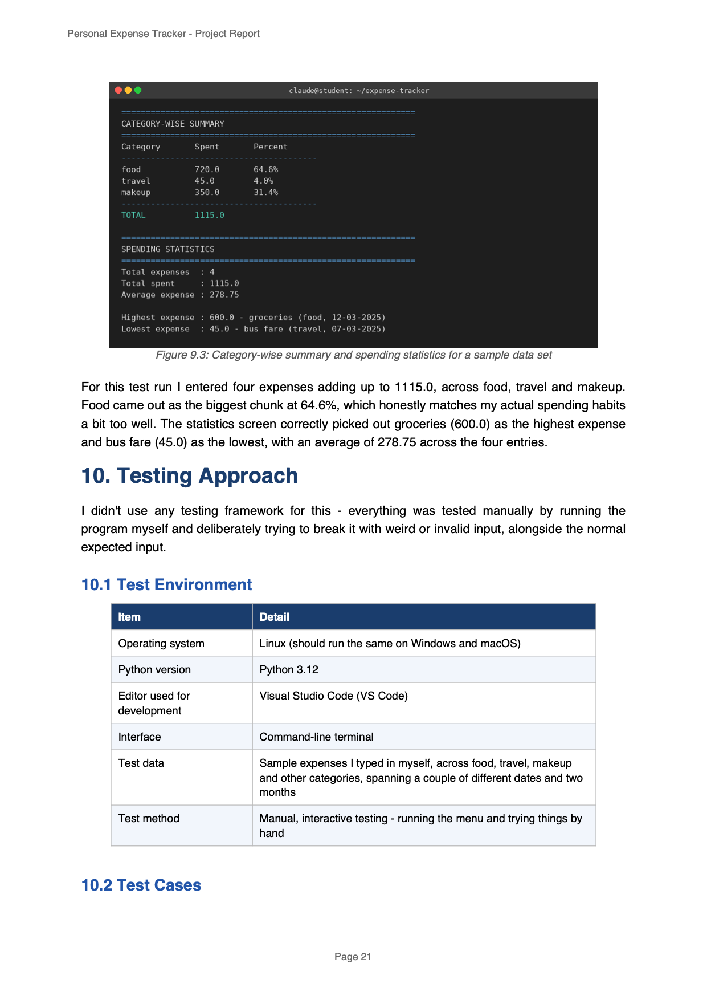 Personal Expense Tracker - Project Report
claude@student: ~/expense-tracker
============================================================
CATEGORY-WISE SUMMARY
============================================================
Category       Spent       Percent
----------------------------------------
food           720.0       64.6%
travel         45.0        4.0%
makeup         350.0       31.4%
----------------------------------------
TOTAL          1115.0
============================================================
SPENDING STATISTICS
============================================================
Total expenses  : 4
Total spent     : 1115.0
Average expense : 278.75
Highest expense : 600.0 - groceries (food, 12-03-2025)
Lowest expense  : 45.0 - bus fare (travel, 07-03-2025)
Figure 9.3: Category-wise summary and spending statistics for a sample data set
For this test run I entered four expenses adding up to 1115.0, across food, travel and makeup.
Food came out as the biggest chunk at 64.6%, which honestly matches my actual spending habits
a bit too well. The statistics screen correctly picked out groceries (600.0) as the highest expense
and bus fare (45.0) as the lowest, with an average of 278.75 across the four entries.
10. Testing Approach
I didn't use any testing framework for this - everything was tested manually by running the
program myself and deliberately trying to break it with weird or invalid input, alongside the normal
expected input.
10.1 Test Environment
Item Detail
Operating system Linux (should run the same on Windows and macOS)
Python version Python 3.12
Editor used for Visual Studio Code (VS Code)
development
Interface Command-line terminal
Test data Sample expenses I typed in myself, across food, travel, makeup
and other categories, spanning a couple of different dates and two
months
Test method Manual, interactive testing - running the menu and trying things by
hand
10.2 Test Cases
Page 21